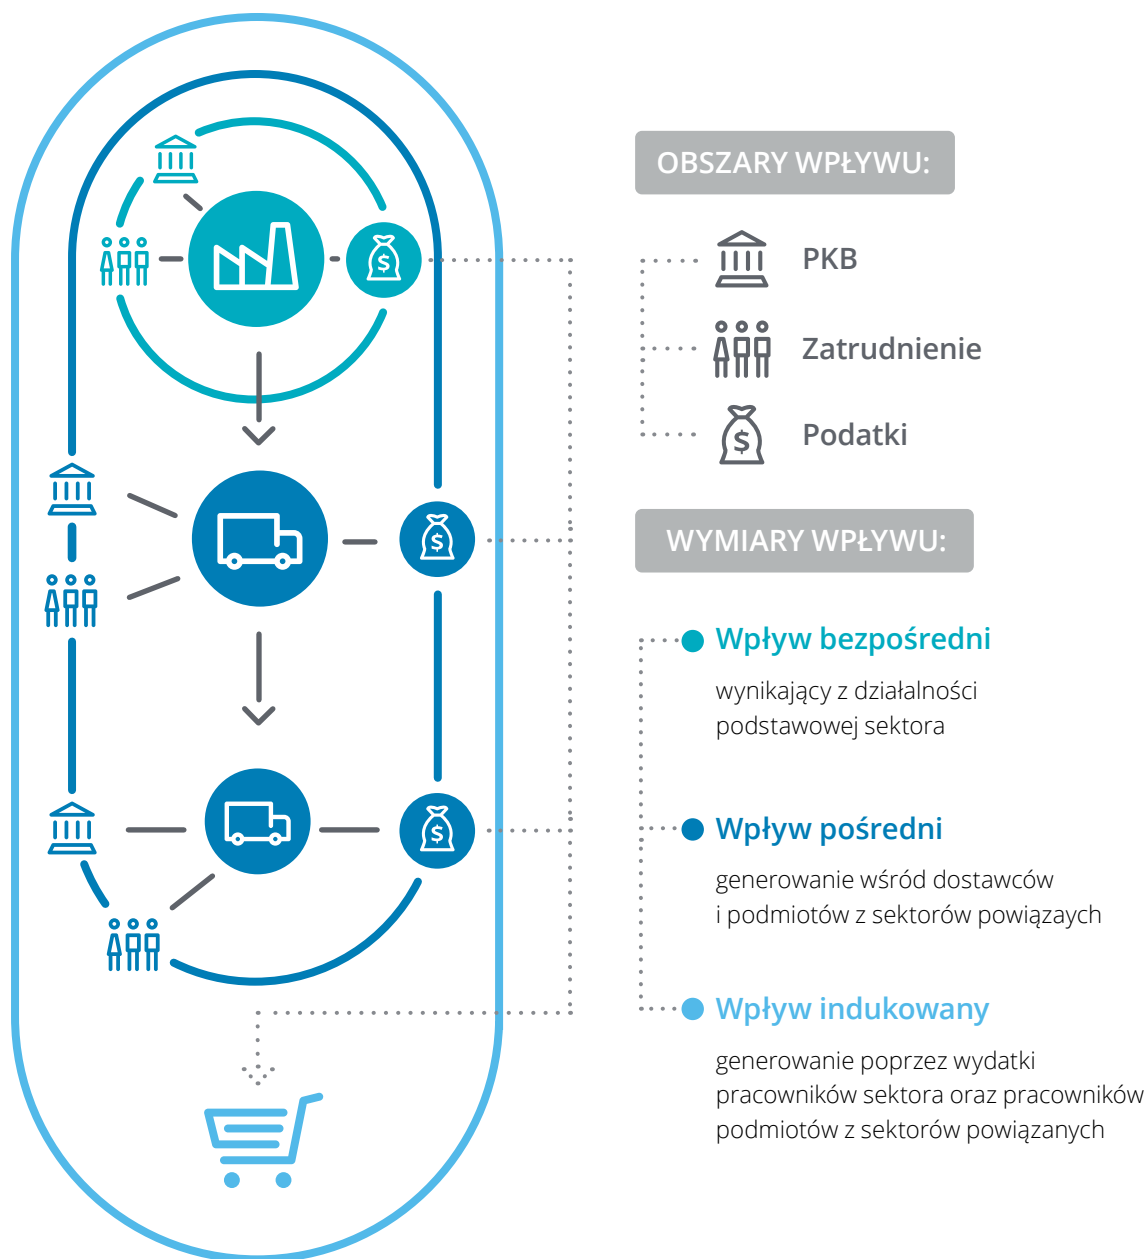 OBSZARY WPŁYWU:
PKB
Zatrudnienie
Podatki
WYMIARY WPŁYWU:
Wpływ bezpośredni
wynikający z działalności
podstawowej sektora
Wpływ pośredni
generowanie wśród dostawców
i podmiotów z sektorów powiązaych
Wpływ indukowany
generowanie poprzez wydatki
pracowników sektora oraz pracowników
podmiotów z sektorów powiązanych
$
$
$
$